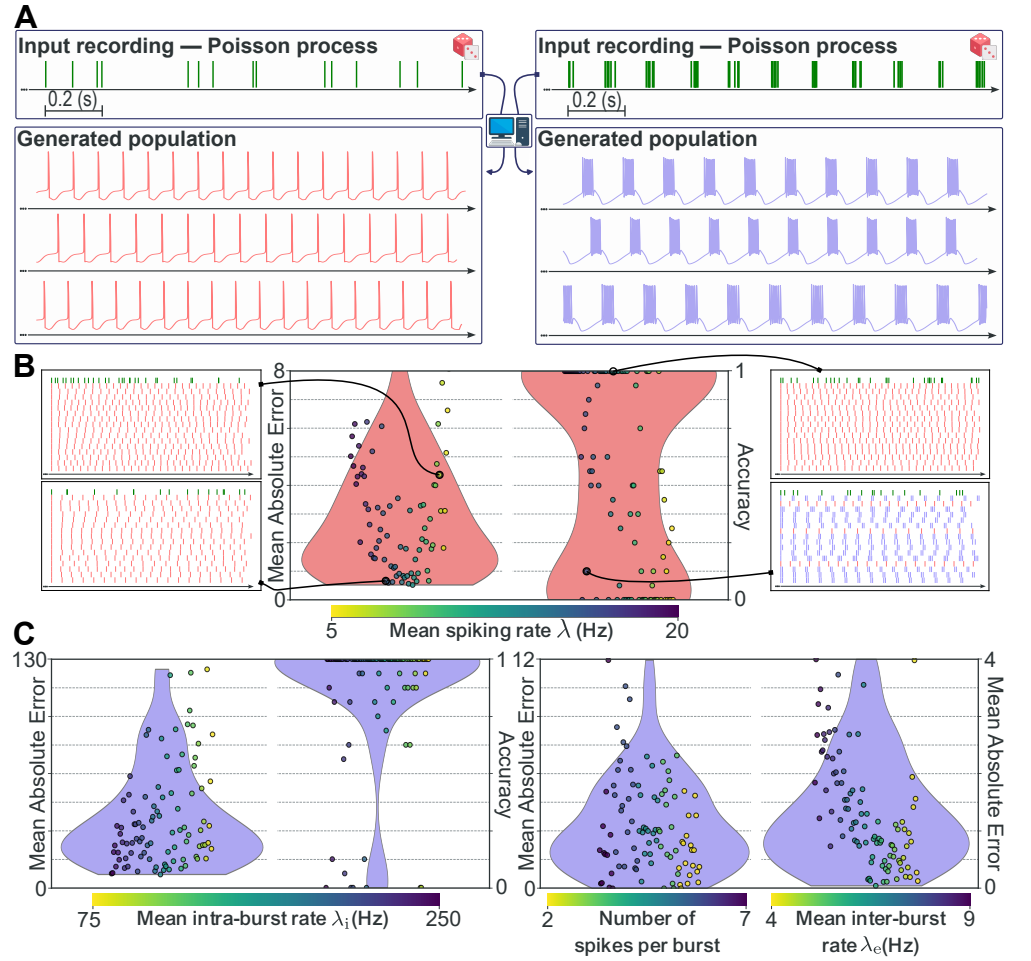 A
Input recording — Poisson process
0.2 (s)
Generated population
Input recording — Poisson process
0.2 (s)
Generated population
B
8
Mean Absolute Error
0
1
Accuracy
0
5
Mean spiking rate λ (Hz)
20
C
130
Mean Absolute Error
0
1
Accuracy
0
75
Mean intra-burst rate λi(Hz)
250
12
Mean Absolute Error
0
4
Mean Absolute Error
0
2
Number of
spikes per burst
7
4
Mean inter-burst
rate λe(Hz)
9